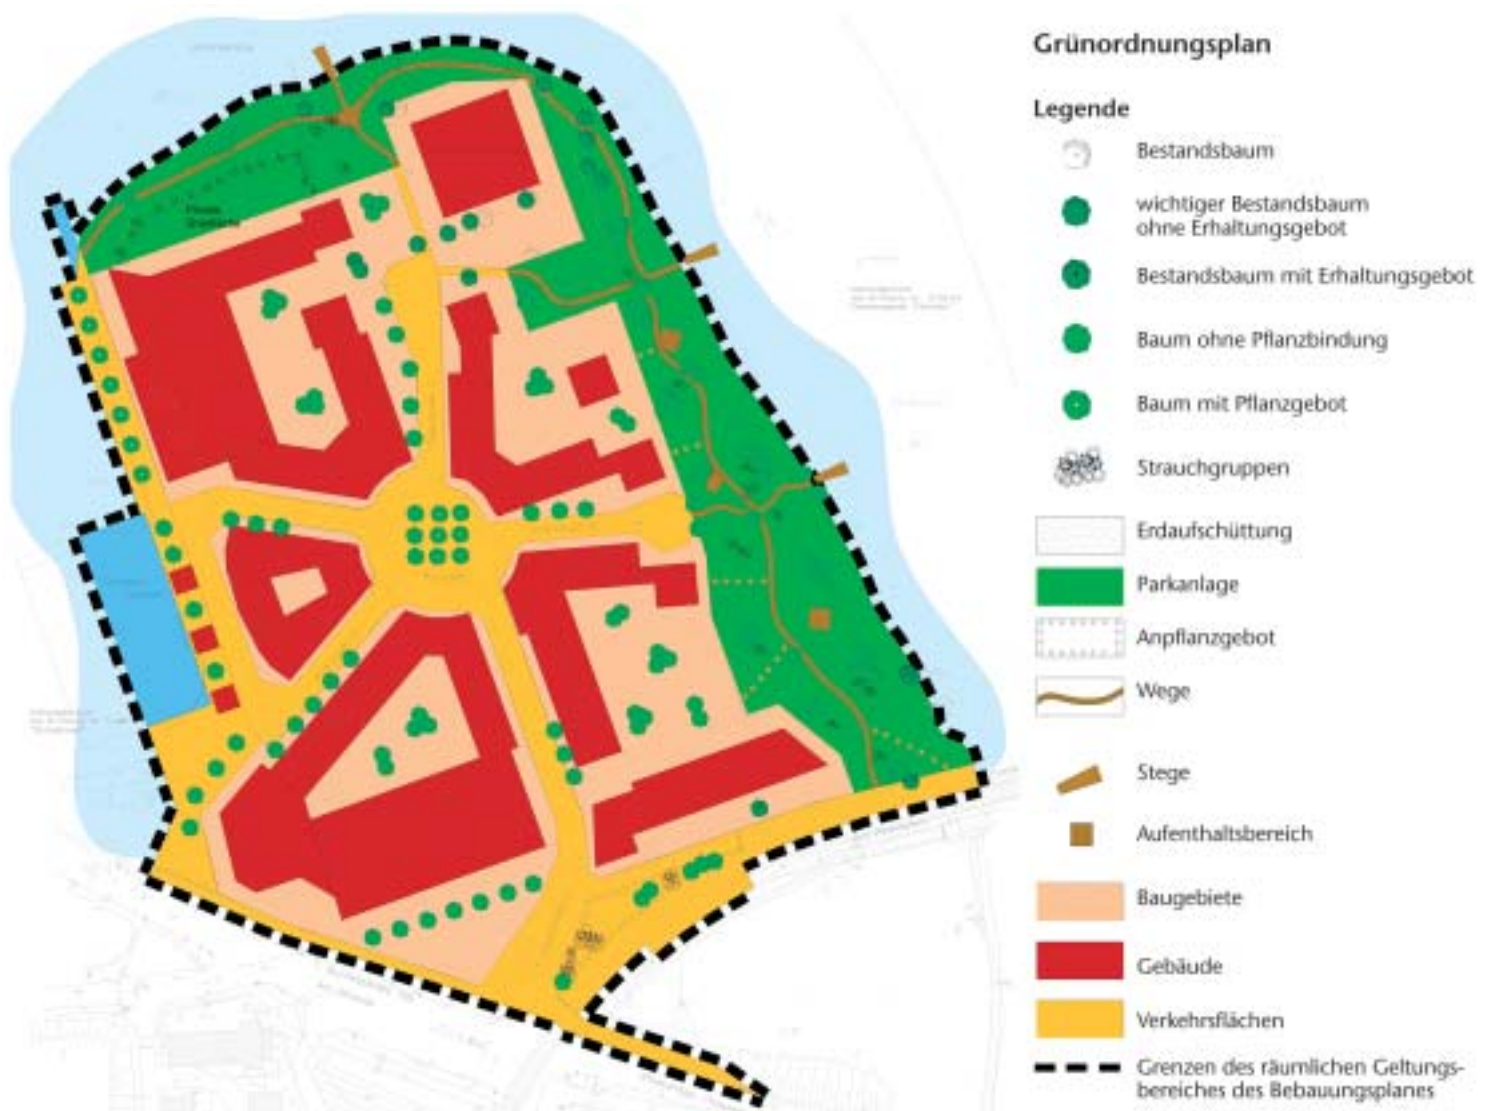 Grünordnungsplan
Legende
Bestandsbaum
wichtiger Bestandsbaum
ohne Erhaltungsgebot
Bestandsbaum mit Erhaltungsgebot
Baum ohne Pflanzbindung
Baum mit Pflanzgebot
Strauchgruppen
Erdaufschüttung
Parkanlage
Anpflanzgebot
Wege
Stege
Aufenthaltsbereich
Baugebiete
Gebäude
Verkehrsflächen
Grenzen des räumlichen Geltungs-
bereiches des Bebauungsplanes